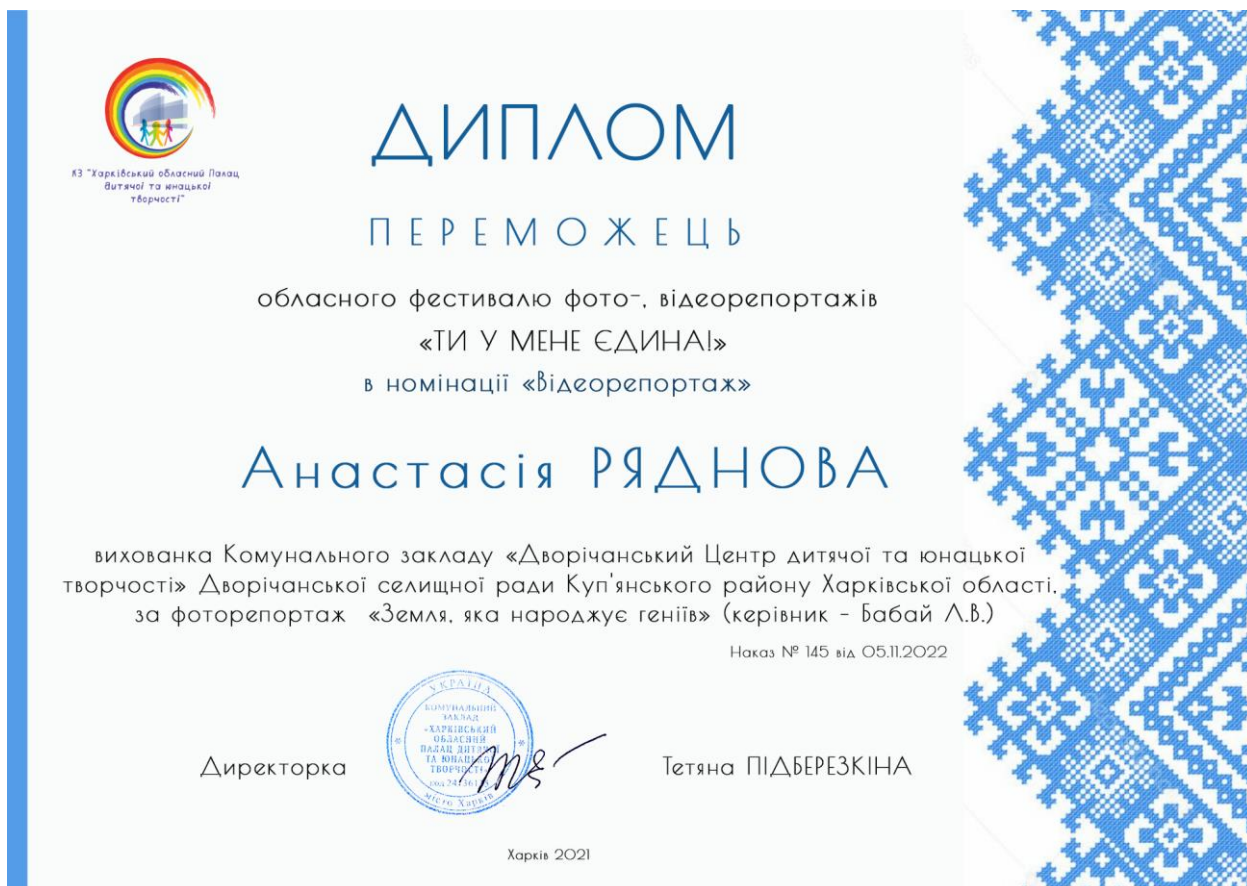 КЗ "Харківський обласний Палац
дитячої та юнацької
творчості"
ДИПЛОМ
ПЕРЕМОЖЕЦЬ
обласного фестивалю фото-, відеорепортажів
«ТИ У МЕНЕ ЄДИНА!»
в номінації «Відеорепортаж»
Анастасія РЯДНОВА
вихованка Комунального закладу «Дворічанський Центр дитячої та юнацької
творчості» Дворічанської селищної ради Куп'янського району Харківської області,
за фоторепортаж «Земля, яка народжує геніїв» (керівник - Бабай Л.В.)
Наказ № 145 від 05.11.2022
УКРАЇНА
КОМУНАЛЬНИЙ
ЗАКЛАД
«ХАРКІВСЬКИЙ
ОБЛАСНИЙ
ПАЛАЦ ДИТЯЧОЇ
ТА ЮНАЦЬКОЇ
ТВОРЧОСТІ»
місто Харків
Директорка
Тетяна ПІДБЕРЕЗКІНА
Харків 2021